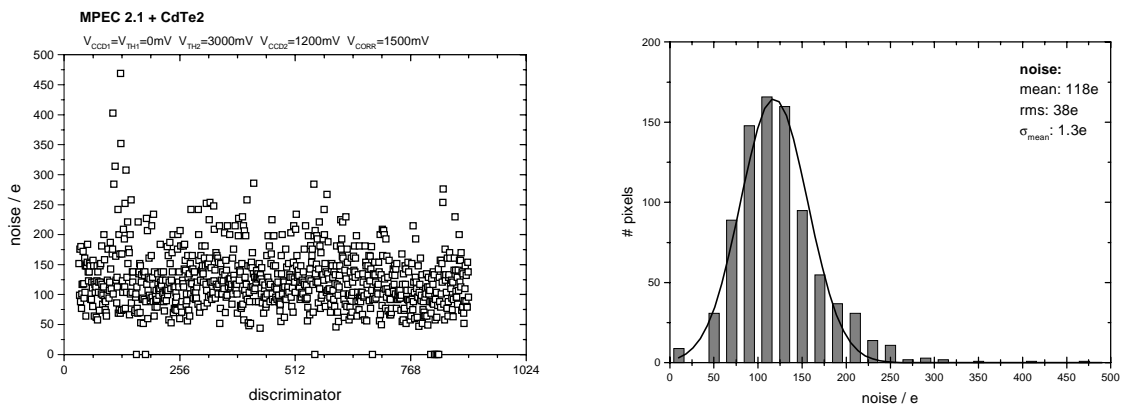 MPEC 2.1 + CdTe2
V_CCD1=V_TH1=0mV V_TH2=3000mV V_CCD2=1200mV V_CORR=1500mV
500
450
400
350
300
250
200
150
100
50
0
noise / e
0 256 512 768 1024
discriminator
200
150
100
50
0
# pixels
noise:
mean: 118e
rms: 38e
σ_mean: 1.3e
0 50 100 150 200 250 300 350 400 450 500
noise / e